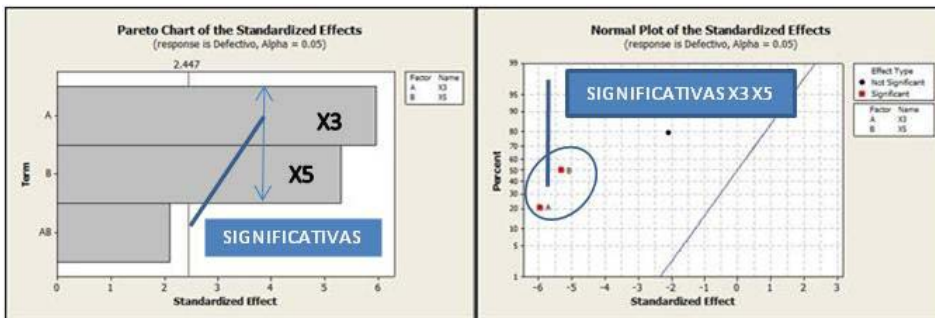 Pareto Chart of the Standardized Effects
(response is Defectivo, Alpha = 0.05)
2.447
Factor Name
A X3
B X5
A
B
AB
Term
X3
X5
SIGNIFICATIVAS
0 1 2 3 4 5 6
Standardized Effect
Normal Plot of the Standardized Effects
(response is Defectivo, Alpha = 0.05)
Effect Type
Not Significant
Significant
Factor Name
A X3
B X5
SIGNIFICATIVAS X3 X5
99
95
90
80
70
60
50
40
30
20
10
5
1
Percent
B
A
-6 -5 -4 -3 -2 -1 0 1 2 3
Standardized Effect